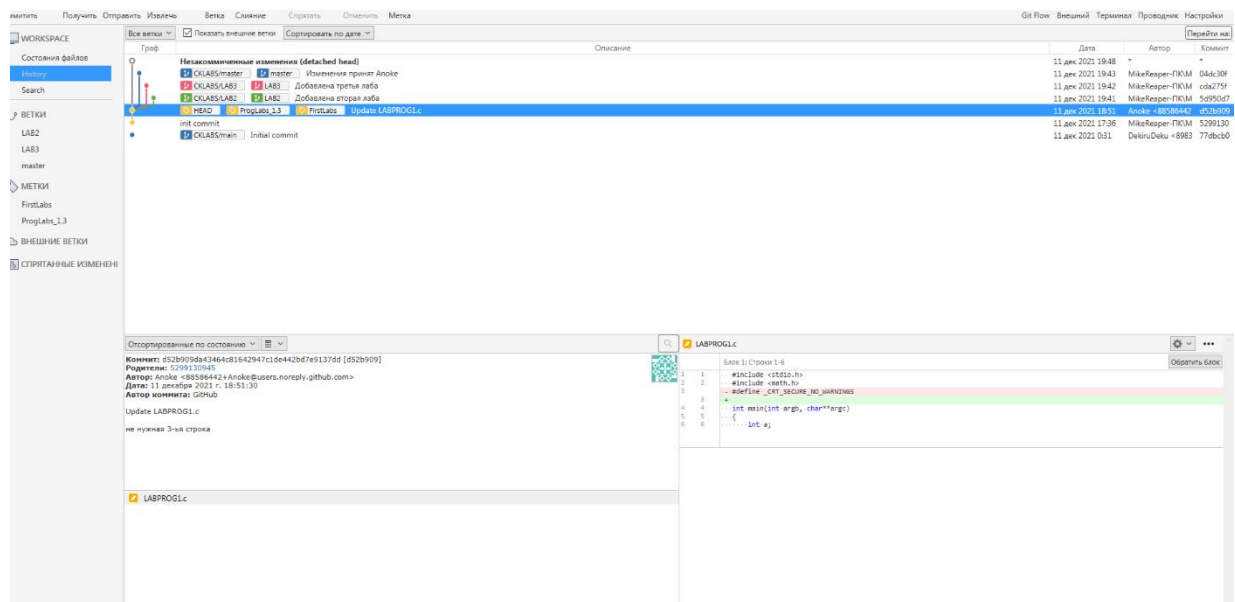 Получить Отправить Извлечь Ветка Слияние Спрятать Отменить Метка Git Flow Внешний Терминал Проводник Настройки
WORKSPACE
Состояния файлов
History
Search
ВЕТКИ
LAB2
LAB3
master
МЕТКИ
FirstLabs
ProgLabs_1.3
ВНЕШНИЕ ВЕТКИ
СПРЯТАННЫЕ ИЗМЕНЕНІ
Все ветки Показать внешние ветки Сортировать по дате Перейти на:
Граф Описание Дата Автор Коммит
Незакоммиченные изменения (detached head) 11 дек 2021 19:48 * *
CKLABS/master master Изменения принят Anoke 11 дек 2021 19:43 MikeReaper-ПК\M 04dc30f
CKLABS/LAB3 LAB3 Добавлена третья лаба 11 дек 2021 19:42 MikeReaper-ПК\M cda275f
CKLABS/LAB2 LAB2 Добавлена вторая лаба 11 дек 2021 19:41 MikeReaper-ПК\M 5d950d7
HEAD ProgLabs_1.3 FirstLabs Update LABPROG1.c 11 дек 2021 18:51 Anoke <88586442 d52b909
init commit 11 дек 2021 17:36 MikeReaper-ПК\M 5299130
CKLABS/main Initial commit 11 дек 2021 0:31 DekiruDeku <8983 77dbcb0
Отсортированные по состоянию
Коммит: d52b909da43464c81642947c1de442bd7e9137dd [d52b909]
Родители: 5299130945
Автор: Anoke <88586442+Anoke@users.noreply.github.com>
Дата: 11 декабря 2021 г. 18:51:30
Автор коммита: GitHub
Update LABPROG1.c
не нужная 3-ья строка
LABPROG1.c
LABPROG1.c
Блок 1: Строки 1-6 Обратить блок
1 1 #include <stdio.h>
2 2 #include <math.h>
3 - #define _CRT_SECURE_NO_WARNINGS
3 +
4 4 int main(int argb, char**argc)
5 5 {
6 6 int a;